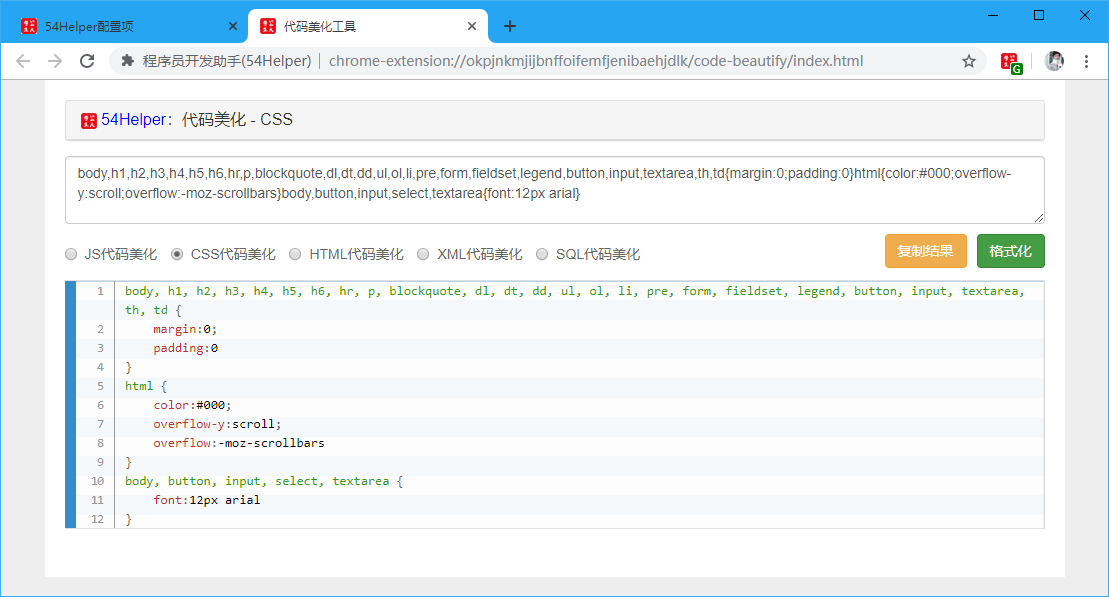 54Helper配置项
代码美化工具
程序员开发助手(54Helper) | chrome-extension://okpjnkmjijbnffoifemfjenibaehjdlk/code-beautify/index.html
G
54Helper：代码美化 - CSS
body,h1,h2,h3,h4,h5,h6,hr,p,blockquote,dl,dt,dd,ul,ol,li,pre,form,fieldset,legend,button,input,textarea,th,td{margin:0;padding:0}html{color:#000;overflow-
y:scroll;overflow:-moz-scrollbars}body,button,input,select,textarea{font:12px arial}
JS代码美化 CSS代码美化 HTML代码美化 XML代码美化 SQL代码美化 复制结果 格式化
1 body, h1, h2, h3, h4, h5, h6, hr, p, blockquote, dl, dt, dd, ul, ol, li, pre, form, fieldset, legend, button, input, textarea,
th, td {
2 margin:0;
3 padding:0
4 }
5 html {
6 color:#000;
7 overflow-y:scroll;
8 overflow:-moz-scrollbars
9 }
10 body, button, input, select, textarea {
11 font:12px arial
12 }